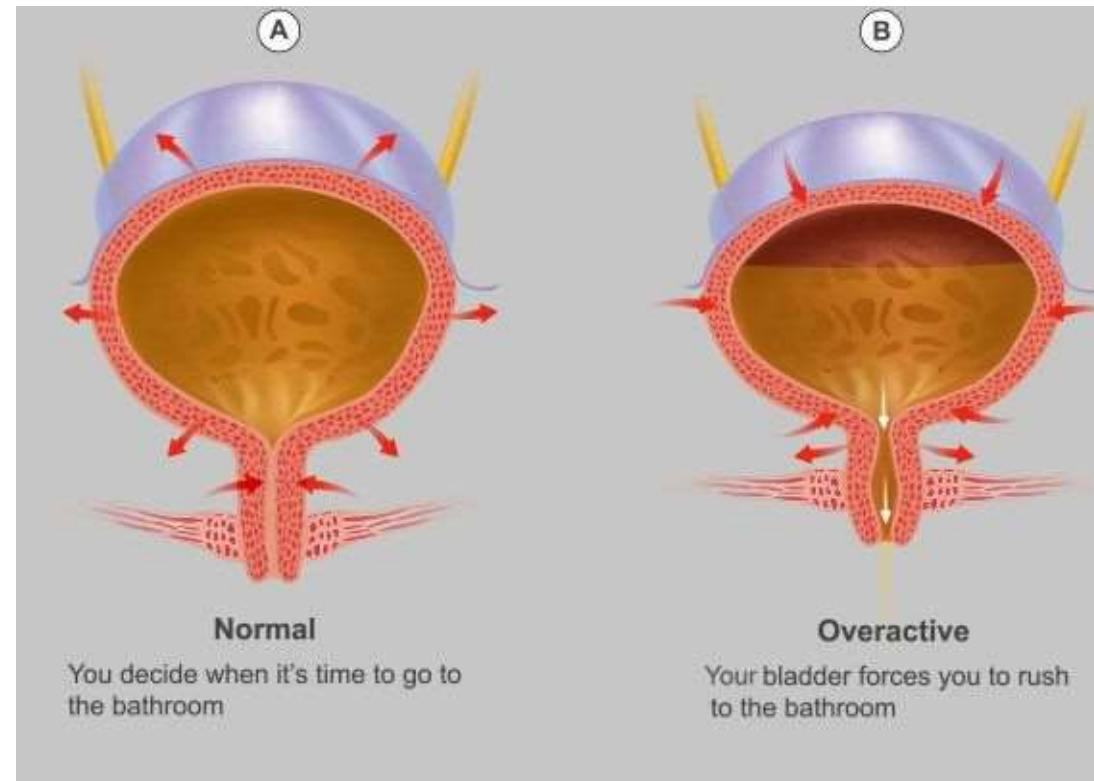 A
B
Normal
You decide when it's time to go to
the bathroom
Overactive
Your bladder forces you to rush
to the bathroom